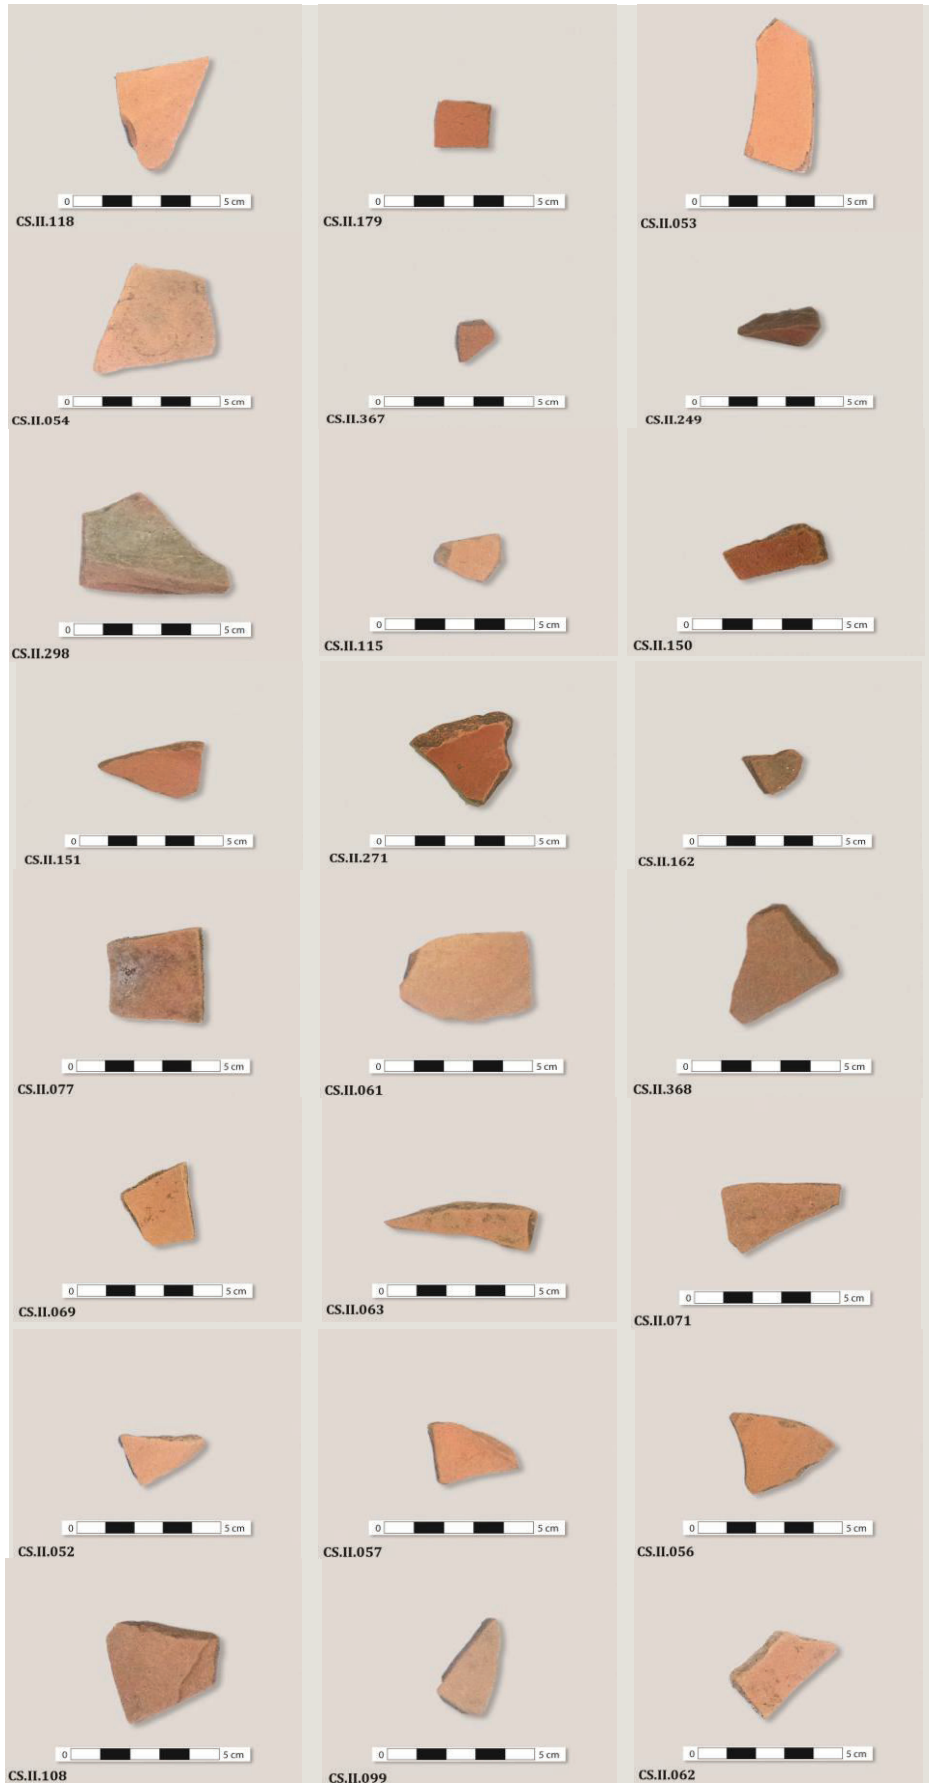 0 5 cm 0 5 cm 0 5 cm
CS.II.118 CS.II.179 CS.II.053
0 5 cm 0 5 cm 0 5 cm
CS.II.054 CS.II.367 CS.II.249
0 5 cm 0 5 cm 0 5 cm
CS.II.298 CS.II.115 CS.II.150
0 5 cm 0 5 cm 0 5 cm
CS.II.151 CS.II.271 CS.II.162
0 5 cm 0 5 cm 0 5 cm
CS.II.077 CS.II.061 CS.II.368
0 5 cm 0 5 cm 0 5 cm
CS.II.069 CS.II.063 CS.II.071
0 5 cm 0 5 cm 0 5 cm
CS.II.052 CS.II.057 CS.II.056
0 5 cm 0 5 cm 0 5 cm
CS.II.108 CS.II.099 CS.II.062